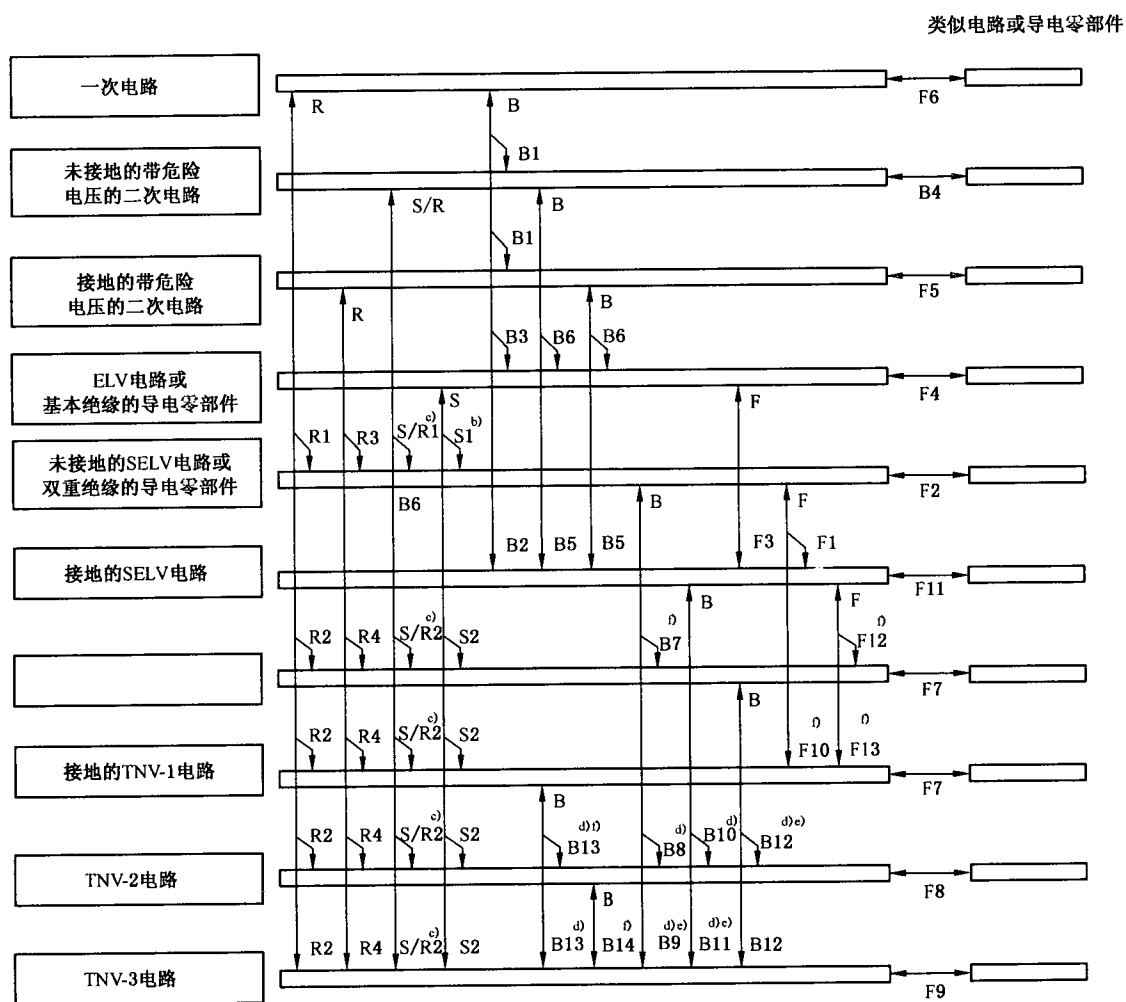 类似电路或导电零部件
一次电路
F6
R
B
B1
未接地的带危险
电压的二次电路
B4
S/R
B
B1
接地的带危险
电压的二次电路
F5
R
B
B3
B6
B6
ELV电路或
基本绝缘的导电零部件
F4
S
F
R1
R3
S/R1 c)
S1 b)
未接地的SELV电路或
双重绝缘的导电零部件
F2
B6
B
F
B2
B5
B5
F3
F1
接地的SELV电路
F11
B
F
R2
R4
S/R2 c)
S2
B7 f)
F12 f)
F7
B
R2
R4
S/R2 c)
S2
F10 f)
F13 f)
接地的TNV-1电路
F7
B
R2
R4
S/R2 c)
S2
B13 d)f)
B8 d)
B10 d)
B12 d)e)
TNV-2电路
F8
B
R2
R4
S/R2 c)
S2
B13 d)
B14 f)
B9 d)e)
B11 d)e)
B12
TNV-3电路
F9